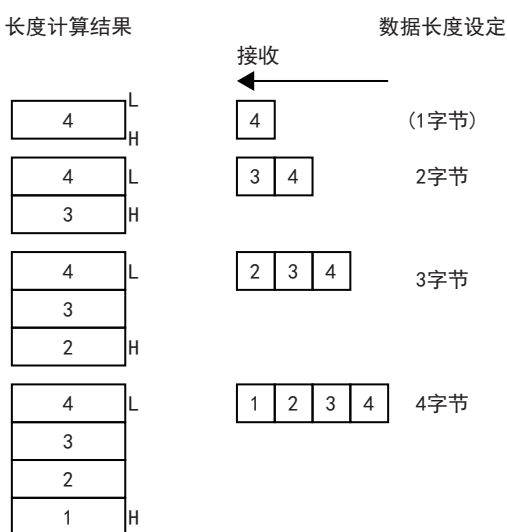 长度计算结果 数据长度设定
接收
4 L H 4 (1字节)
4 L 3 4 2字节
3 H
4 L 2 3 4 3字节
3
2 H
4 L 1 2 3 4 4字节
3
2
1 H